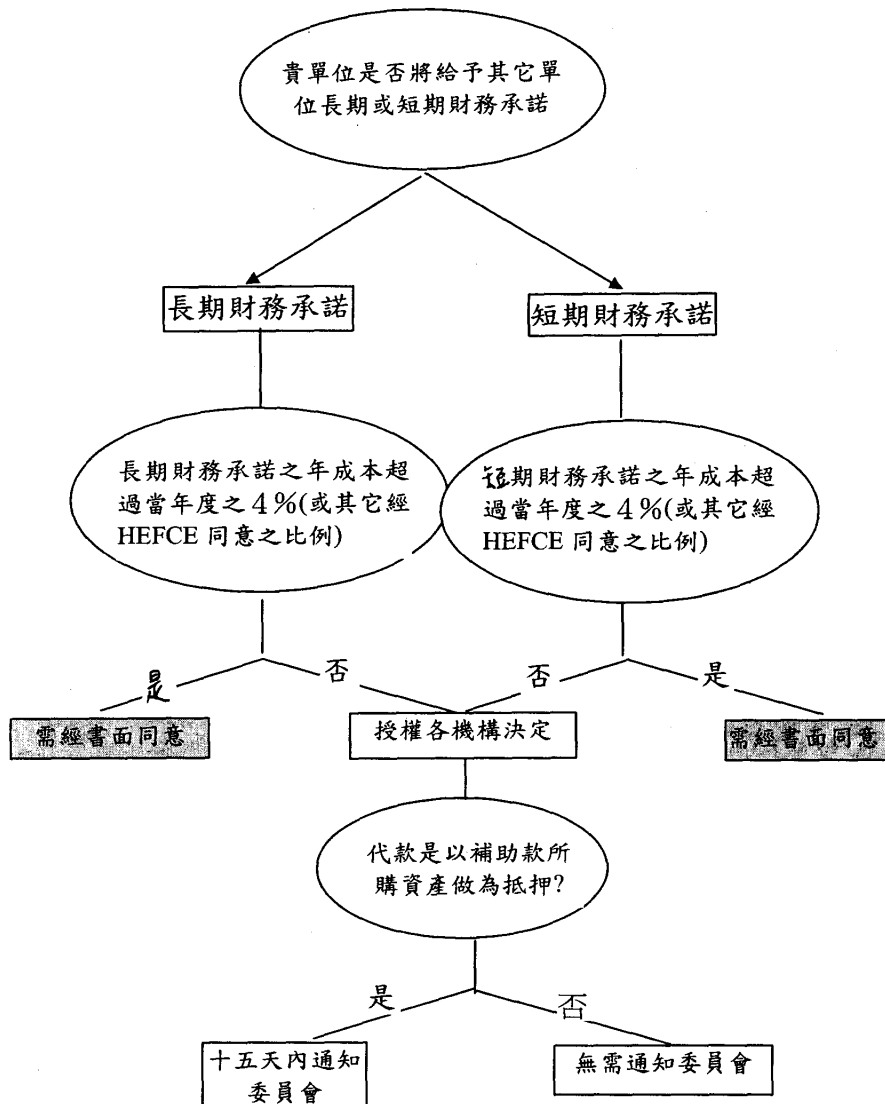 貴單位是否將給予其它單
位長期或短期財務承諾
長期財務承諾
短期財務承諾
長期財務承諾之年成本超
過當年度之4%(或其它經
HEFCE 同意之比例)
短期財務承諾之年成本超
過當年度之4%(或其它經
HEFCE 同意之比例)
是
否
否
是
需經書面同意
授權各機構決定
需經書面同意
代款是以補助款所
購資產做為抵押?
是
否
十五天內通知
委員會
無需通知委員會